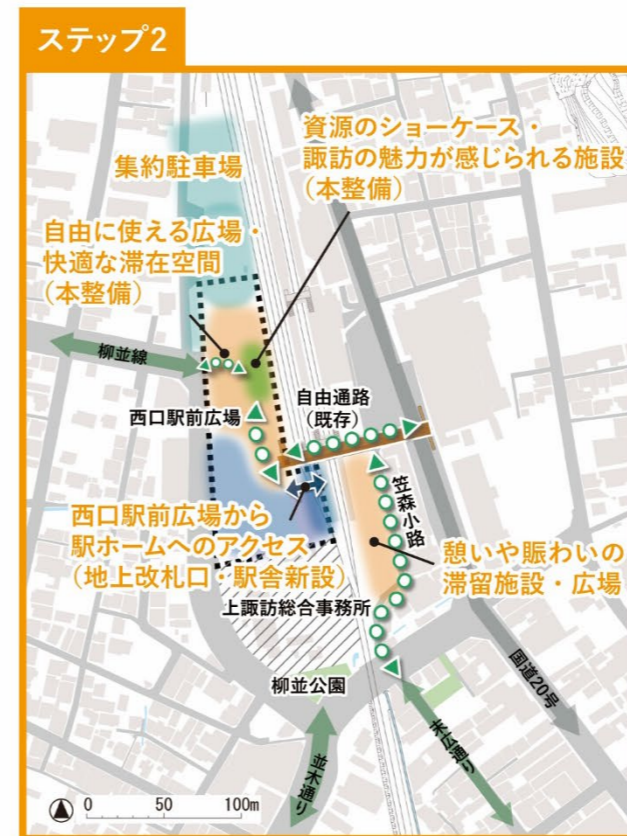 ステップ2
資源のショーケース・
諏訪の魅力が感じられる施設
(本整備)
集約駐車場
自由に使える広場・
快適な滞在空間
(本整備)
柳並線
西口駅前広場
自由通路
(既存)
笠森小路
西口駅前広場から
駅ホームへのアクセス
(地上改札口・駅舎新設)
憩いや賑わいの
滞留施設・広場
上諏訪総合事務所
柳並公園
国道20号
末広通り
並木通り
0 50 100m